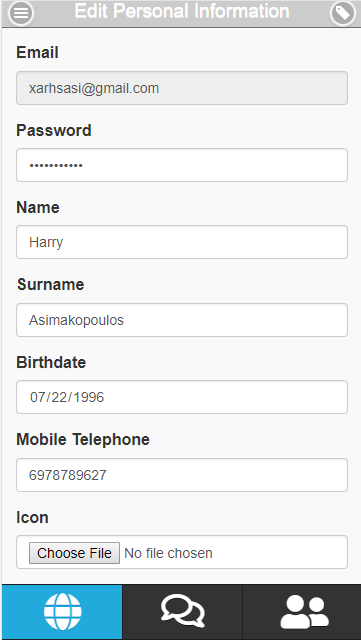 Edit Personal Information
Email
xarhsasi@gmail.com
Password
•••••••••••
Name
Harry
Surname
Asimakopoulos
Birthdate
07/22/1996
Mobile Telephone
6978789627
Icon
Choose File No file chosen